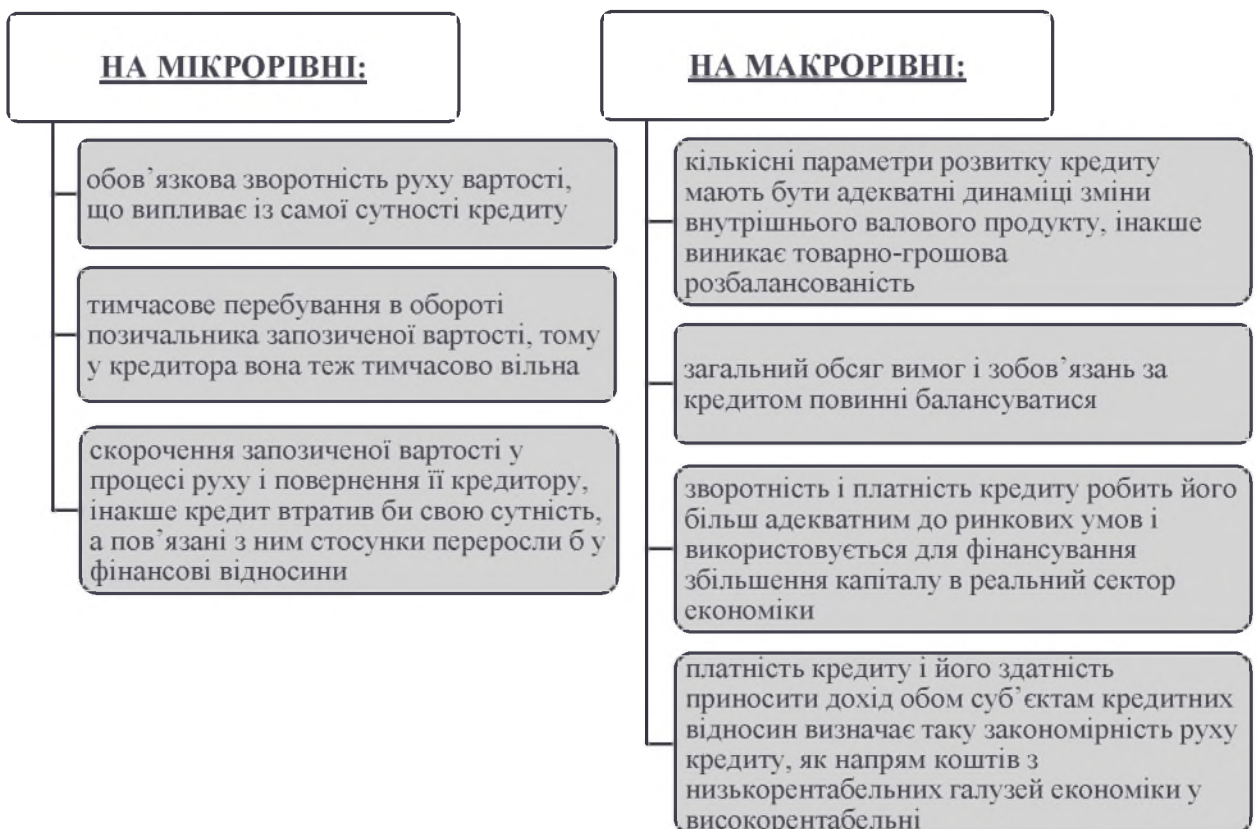 НА МІКРОРІВНІ:
обов’язкова зворотність руху вартості,
що випливає із самої сутності кредиту
тимчасове перебування в обороті
позичальника запозиченої вартості, тому
у кредитора вона теж тимчасово вільна
скорочення запозиченої вартості у
процесі руху і повернення її кредитору,
інакше кредит втратив би свою сутність,
а пов’язані з ним стосунки переросли б у
фінансові відносини
НА МАКРОРІВНІ:
кількісні параметри розвитку кредиту
мають бути адекватні динаміці зміни
внутрішнього валового продукту, інакше
виникає товарно-грошова
розбалансованість
загальний обсяг вимог і зобов’язань за
кредитом повинні балансуватися
зворотність і платність кредиту робить його
більш адекватним до ринкових умов і
використовується для фінансування
збільшення капіталу в реальний сектор
економіки
платність кредиту і його здатність
приносити дохід обом суб’єктам кредитних
відносин визначає таку закономірність руху
кредиту, як напрям коштів з
низькорентабельних галузей економіки у
високорентабельні